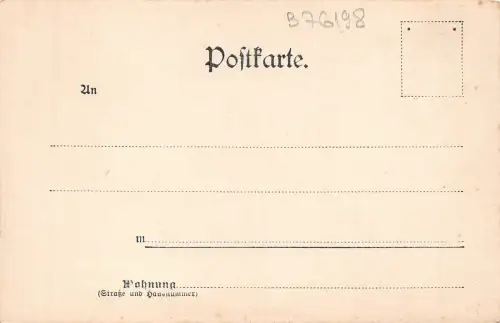 B76198
Postkarte.
An
in
Wohnung
(Straße und Hausnummer)